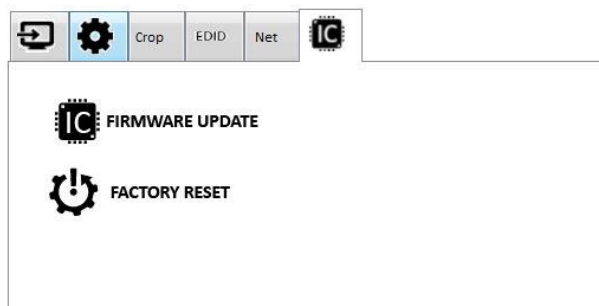 Crop EDID Net IC
IC FIRMWARE UPDATE
FACTORY RESET